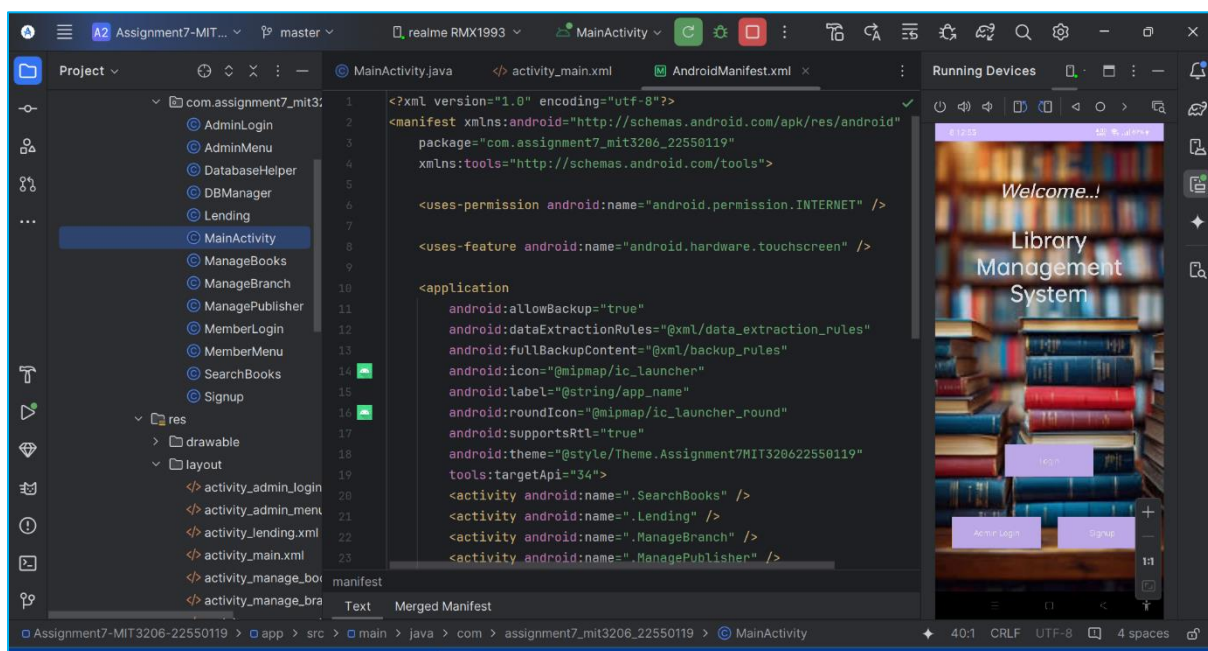 A2 Assignment7-MIT... master realme RMX1993 MainActivity
Project
MainActivity.java activity_main.xml AndroidManifest.xml
Running Devices
com.assignment7_mit32
AdminLogin
AdminMenu
DatabaseHelper
DBManager
Lending
MainActivity
ManageBooks
ManageBranch
ManagePublisher
MemberLogin
MemberMenu
SearchBooks
Signup
res
drawable
layout
activity_admin_login
activity_admin_menu
activity_lending.xml
activity_main.xml
activity_manage_boo
activity_manage_bra
1 <?xml version="1.0" encoding="utf-8"?>
2 <manifest xmlns:android="http://schemas.android.com/apk/res/android"
3 package="com.assignment7_mit3206_22550119"
4 xmlns:tools="http://schemas.android.com/tools">
5
6 <uses-permission android:name="android.permission.INTERNET" />
7
8 <uses-feature android:name="android.hardware.touchscreen" />
9
10 <application
11 android:allowBackup="true"
12 android:dataExtractionRules="@xml/data_extraction_rules"
13 android:fullBackupContent="@xml/backup_rules"
14 android:icon="@mipmap/ic_launcher"
15 android:label="@string/app_name"
16 android:roundIcon="@mipmap/ic_launcher_round"
17 android:supportsRtl="true"
18 android:theme="@style/Theme.Assignment7MIT320622550119"
19 tools:targetApi="34">
20 <activity android:name=".SearchBooks" />
21 <activity android:name=".Lending" />
22 <activity android:name=".ManageBranch" />
23 <activity android:name=".ManagePublisher" />
manifest
Text Merged Manifest
Welcome..!
Library
Management
System
Login
Admin Login Signup
1:1
Assignment7-MIT3206-22550119 > app > src > main > java > com > assignment7_mit3206_22550119 > MainActivity
40:1 CRLF UTF-8 4 spaces